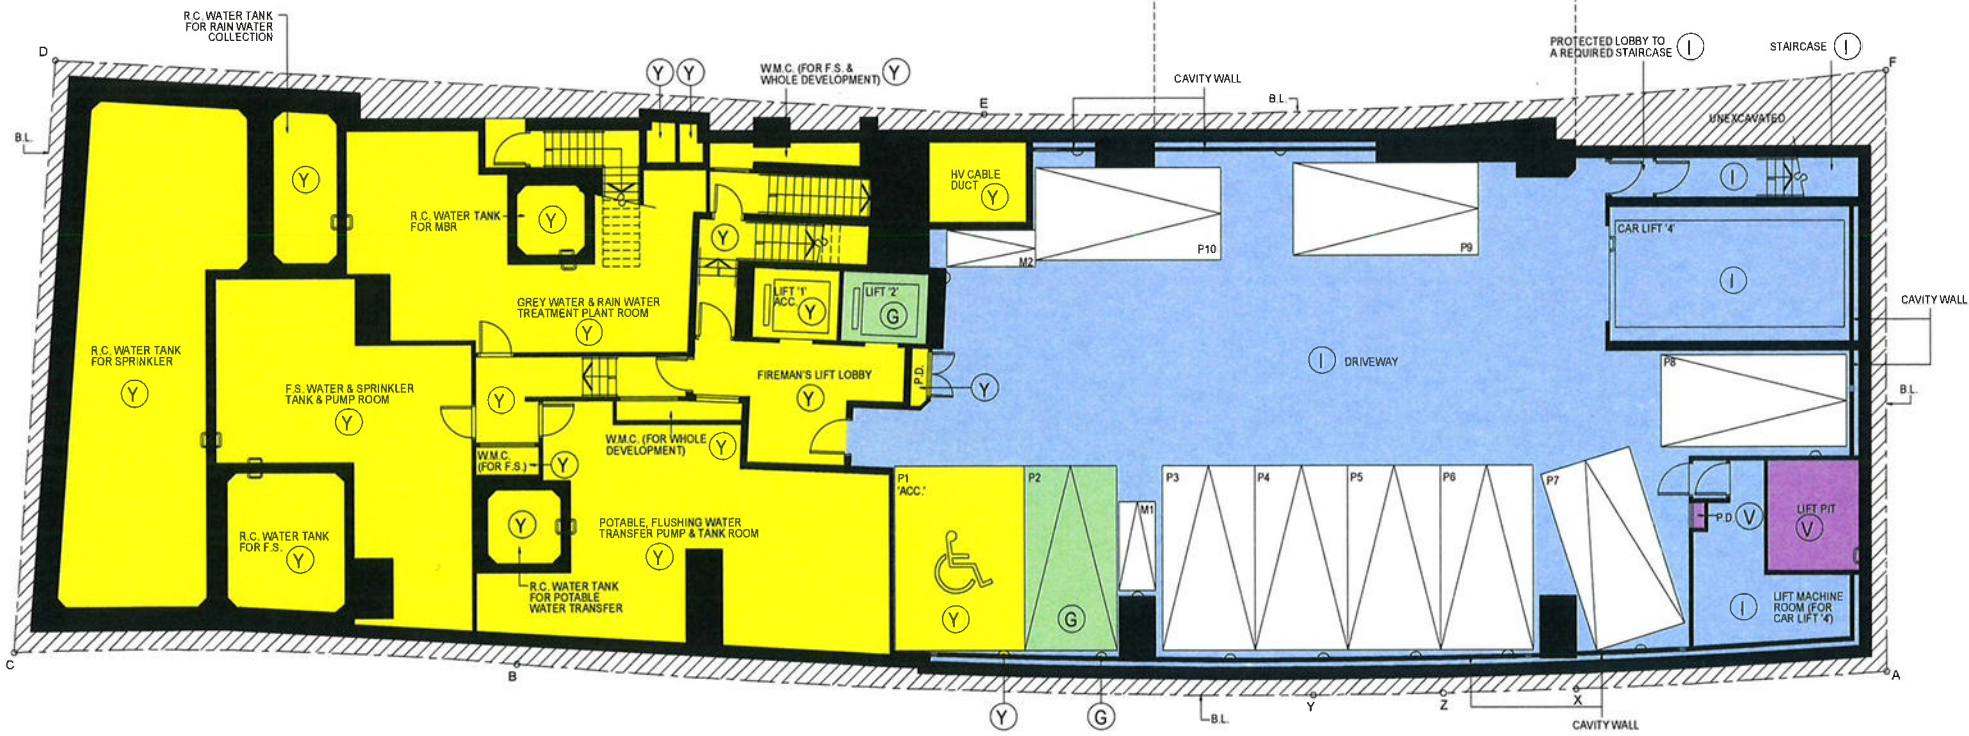 R.C. WATER TANK
FOR RAIN WATER
COLLECTION
D
Y Y
W.M.C. (FOR F.S. &
WHOLE DEVELOPMENT) Y
CAVITY WALL
E
B.L.
PROTECTED LOBBY TO
A REQUIRED STAIRCASE I
STAIRCASE I
F
UNEXCAVATED
B.L.
Y
R.C. WATER TANK
FOR MBR
Y
HV CABLE
DUCT
Y
Y
M2
P10
P9
I
CAR LIFT '4'
I
CAVITY WALL
GREY WATER & RAIN WATER
TREATMENT PLANT ROOM
Y
LIFT '1'
ACC.
Y
LIFT '2'
G
R.C. WATER TANK
FOR SPRINKLER
Y
F.S. WATER & SPRINKLER
TANK & PUMP ROOM
Y
Y
FIREMAN'S LIFT LOBBY
Y
P.D.
Y
I DRIVEWAY
P8
B.L.
W.M.C. (FOR WHOLE
DEVELOPMENT)
Y
W.M.C.
(FOR F.S.)
Y
R.C. WATER TANK
FOR F.S.
Y
Y
POTABLE, FLUSHING WATER
TRANSFER PUMP & TANK ROOM
Y
R.C. WATER TANK
FOR POTABLE
WATER TRANSFER
P1
'ACC.'
Y
P2
G
M1
P3
P4
P5
P6
P7
P.D. V
LIFT PIT
V
I
LIFT MACHINE
ROOM (FOR
CAR LIFT '4')
C
B
Y
G
B.L.
Y
Z
X
A
CAVITY WALL